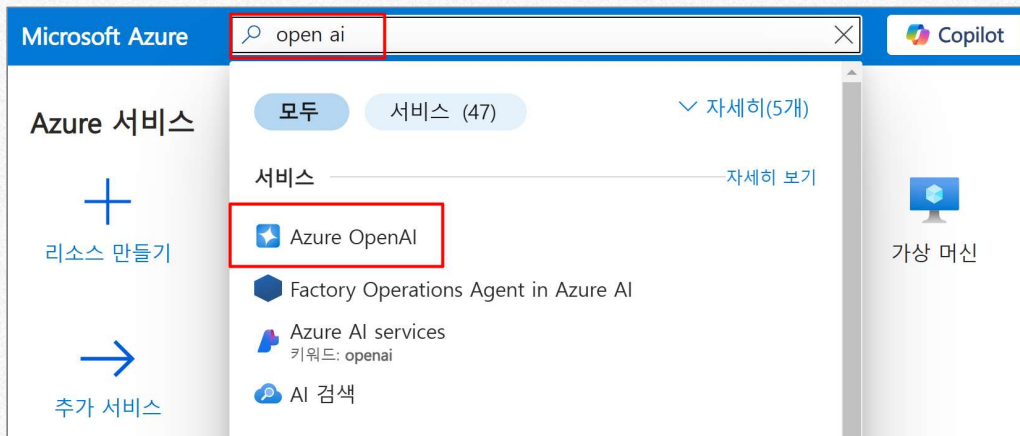 Microsoft Azure
open ai
Copilot
Azure 서비스
모두
서비스 (47)
자세히(5개)
서비스
자세히 보기
리소스 만들기
Azure OpenAI
가상 머신
Factory Operations Agent in Azure AI
Azure AI services
키워드: openai
추가 서비스
AI 검색